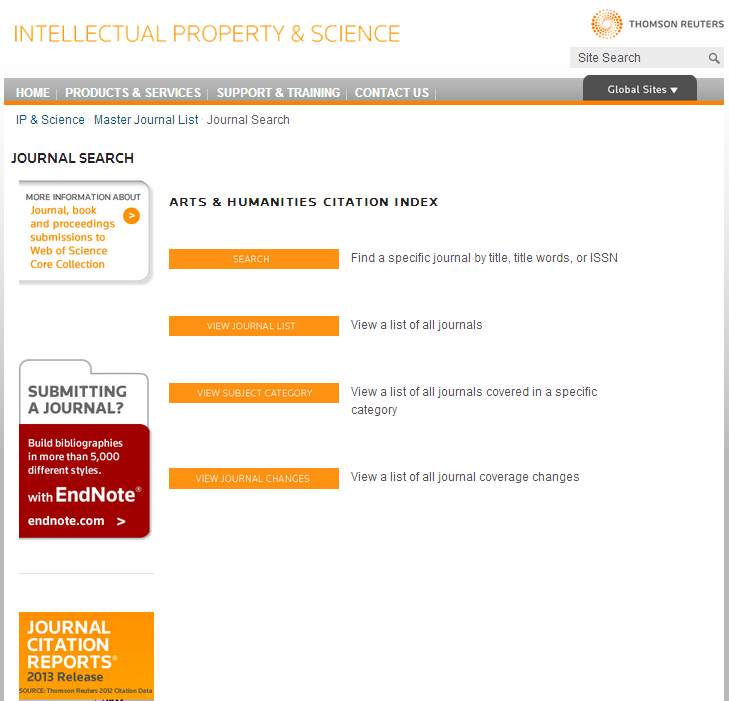 INTELLECTUAL PROPERTY & SCIENCE
THOMSON REUTERS
Site Search
HOME | PRODUCTS & SERVICES | SUPPORT & TRAINING | CONTACT US |
Global Sites ▼
IP & Science · Master Journal List · Journal Search
JOURNAL SEARCH
MORE INFORMATION ABOUT
Journal, book
and proceedings
submissions to
Web of Science
Core Collection
>
ARTS & HUMANITIES CITATION INDEX
SEARCH Find a specific journal by title, title words, or ISSN
VIEW JOURNAL LIST View a list of all journals
VIEW SUBJECT CATEGORY View a list of all journals covered in a specific
category
VIEW JOURNAL CHANGES View a list of all journal coverage changes
SUBMITTING
A JOURNAL?
Build bibliographies
in more than 5,000
different styles.
with EndNote®
endnote.com >
JOURNAL
CITATION
REPORTS®
2013 Release
SOURCE: Thomson Reuters 2012 Citation Data